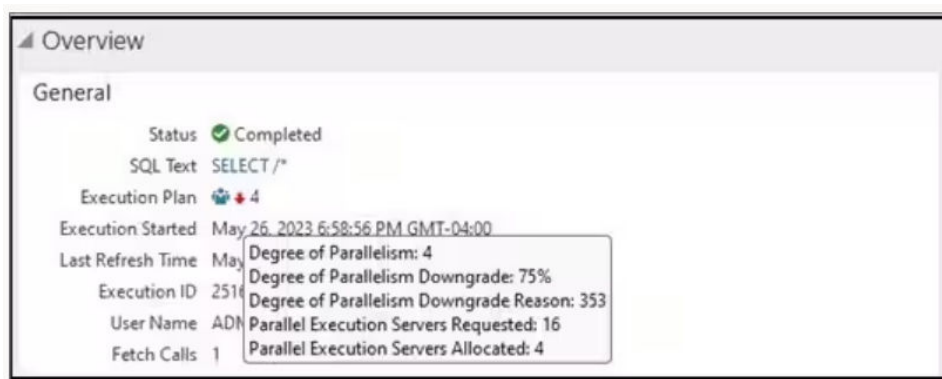 Overview
General
Status Completed
SQL Text SELECT /*
Execution Plan 4
Execution Started May 26, 2023 6:58:56 PM GMT-04:00
Last Refresh Time May
Execution ID 2516
User Name ADM
Fetch Calls 1
Degree of Parallelism: 4
Degree of Parallelism Downgrade: 75%
Degree of Parallelism Downgrade Reason: 353
Parallel Execution Servers Requested: 16
Parallel Execution Servers Allocated: 4